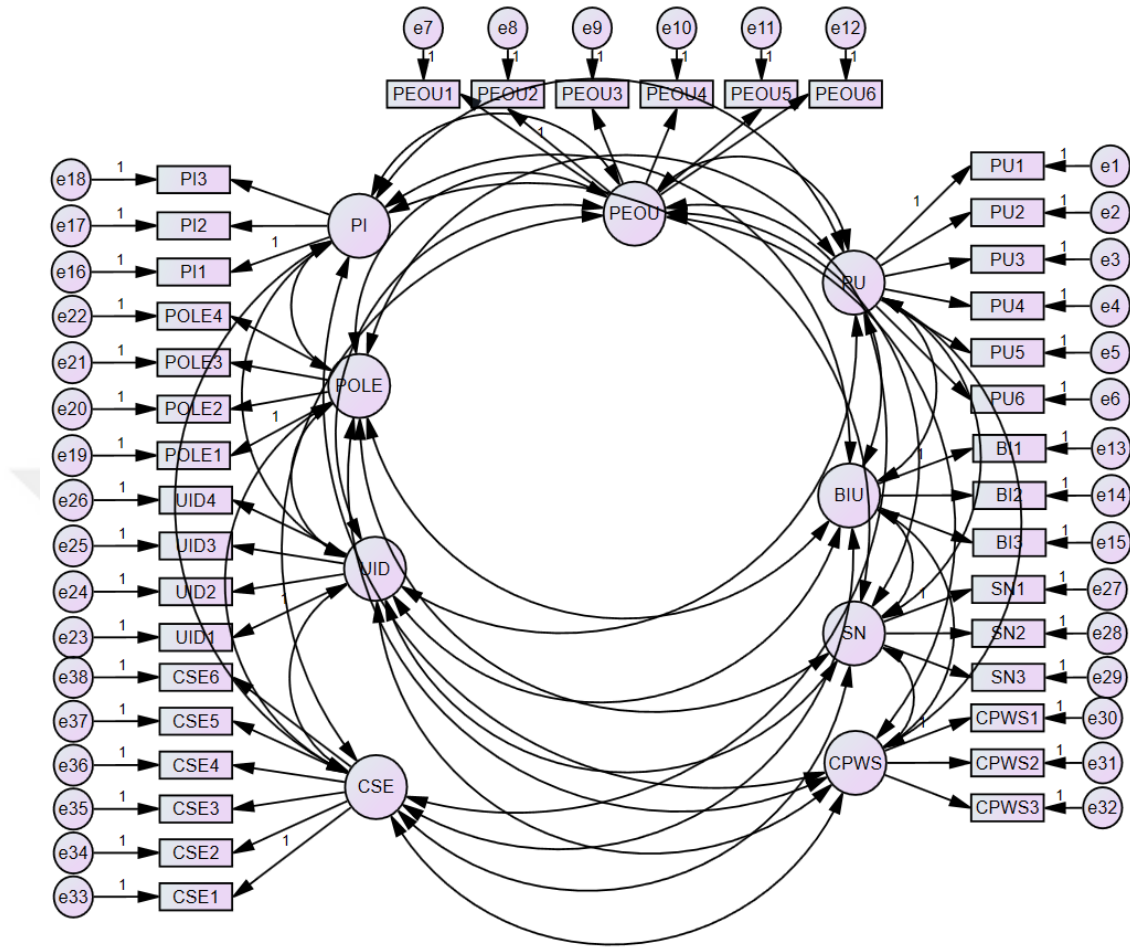 e7 e8 e9 e10 e11 e12
1 1 1 1 1 1
PEOU1 PEOU2 PEOU3 PEOU4 PEOU5 PEOU6
1
PEOU
e18 1 PI3
e17 1 PI2
e16 1 PI1
1
PI
e22 1 POLE4
e21 1 POLE3
e20 1 POLE2
e19 1 POLE1
1
POLE
e26 1 UID4
e25 1 UID3
e24 1 UID2
e23 1 UID1
1
UID
e38 1 CSE6
e37 1 CSE5
e36 1 CSE4
e35 1 CSE3
e34 1 CSE2
e33 1 CSE1
1
CSE
PU
1
PU1 1 e1
PU2 1 e2
PU3 1 e3
PU4 1 e4
PU5 1 e5
PU6 1 e6
BIU
1
BI1 1 e13
BI2 1 e14
BI3 1 e15
SN
1
SN1 1 e27
SN2 1 e28
SN3 1 e29
CPWS
1
CPWS1 1 e30
CPWS2 1 e31
CPWS3 1 e32